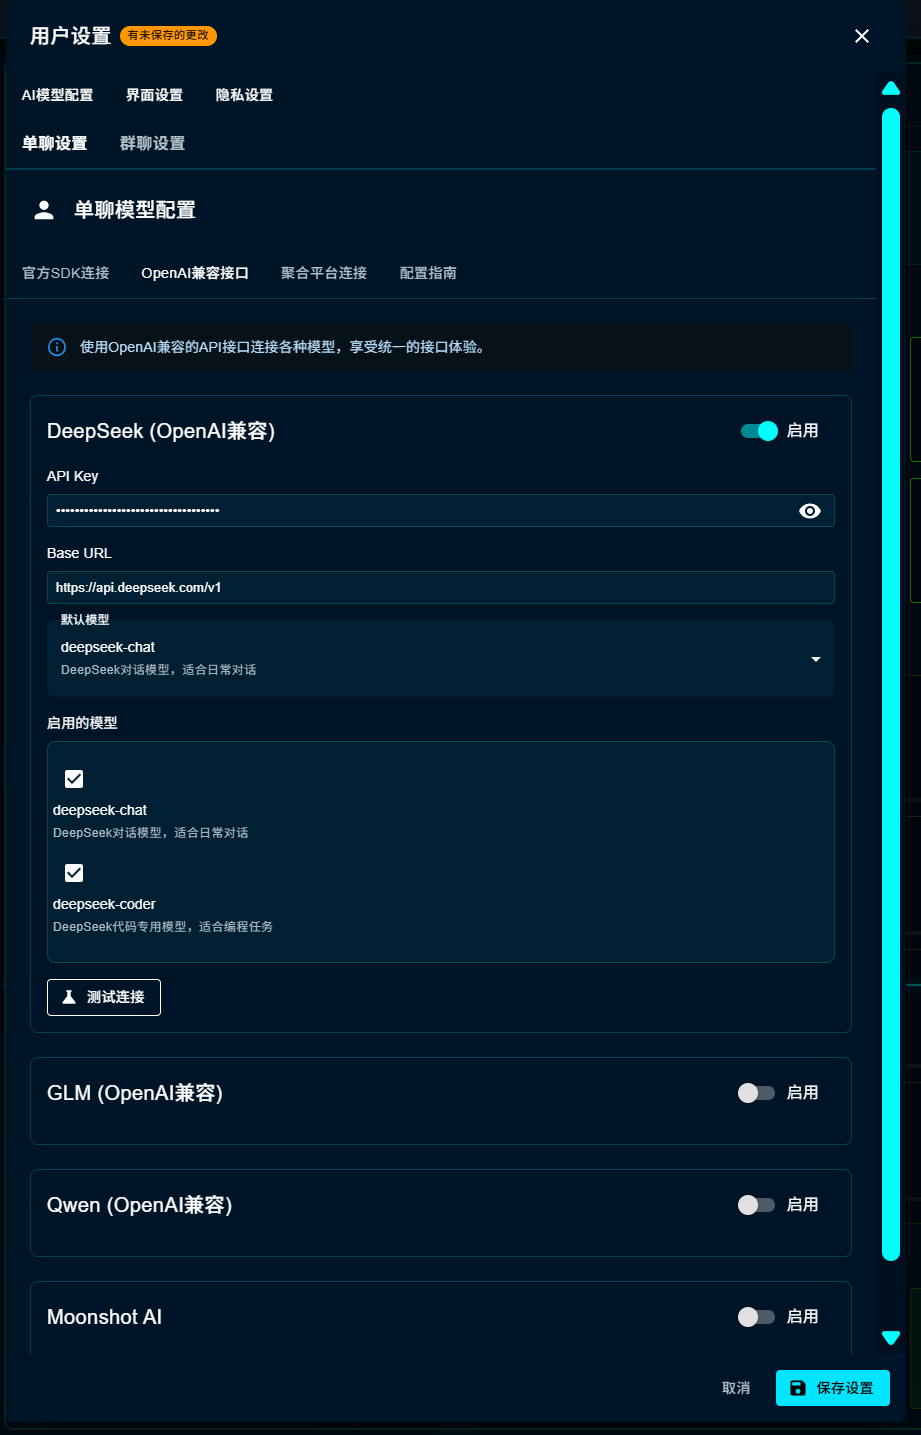 用户设置 有未保存的更改
AI模型配置 界面设置 隐私设置
单聊设置 群聊设置
单聊模型配置
官方SDK连接 OpenAI兼容接口 聚合平台连接 配置指南
使用OpenAI兼容的API接口连接各种模型，享受统一的接口体验。
DeepSeek (OpenAI兼容) 启用
API Key
••••••••••••••••••••••••••••••••••••
Base URL
https://api.deepseek.com/v1
默认模型
deepseek-chat
DeepSeek对话模型，适合日常对话
启用的模型
deepseek-chat
DeepSeek对话模型，适合日常对话
deepseek-coder
DeepSeek代码专用模型，适合编程任务
测试连接
GLM (OpenAI兼容) 启用
Qwen (OpenAI兼容) 启用
Moonshot AI 启用
取消 保存设置